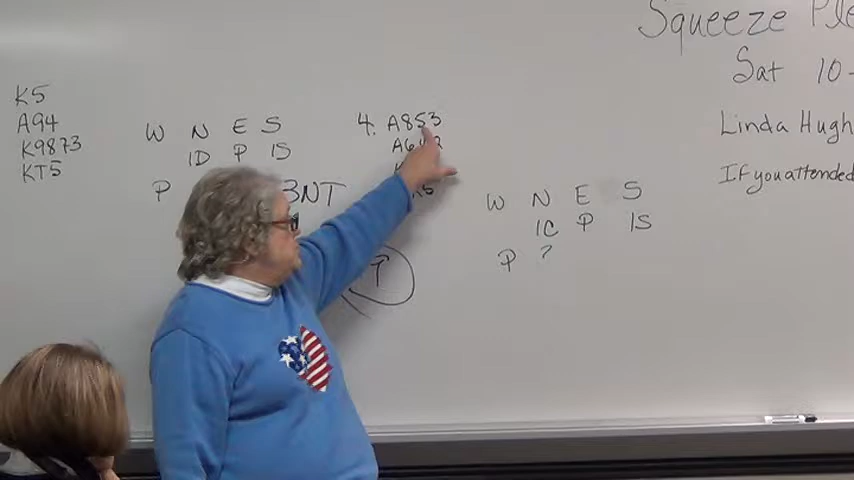 Squeeze
Sat 10-
Linda Hugh
If you attended
K5
A94
K9873
KT5
W N E S
1D P 1S
P 3NT
4. A853
W N E S
1C P 1S
P ?